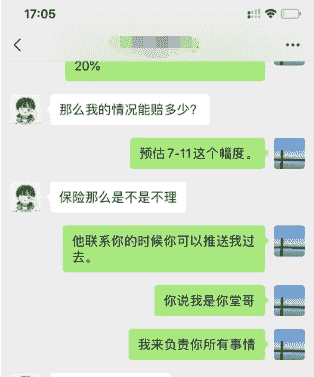 17:05
20%
那么我的情况能赔多少?
预估7-11这个幅度。
保险那么是不是不理
他联系你的时候你可以推送我过
去。
你说我是你堂哥
我来负责你所有事情